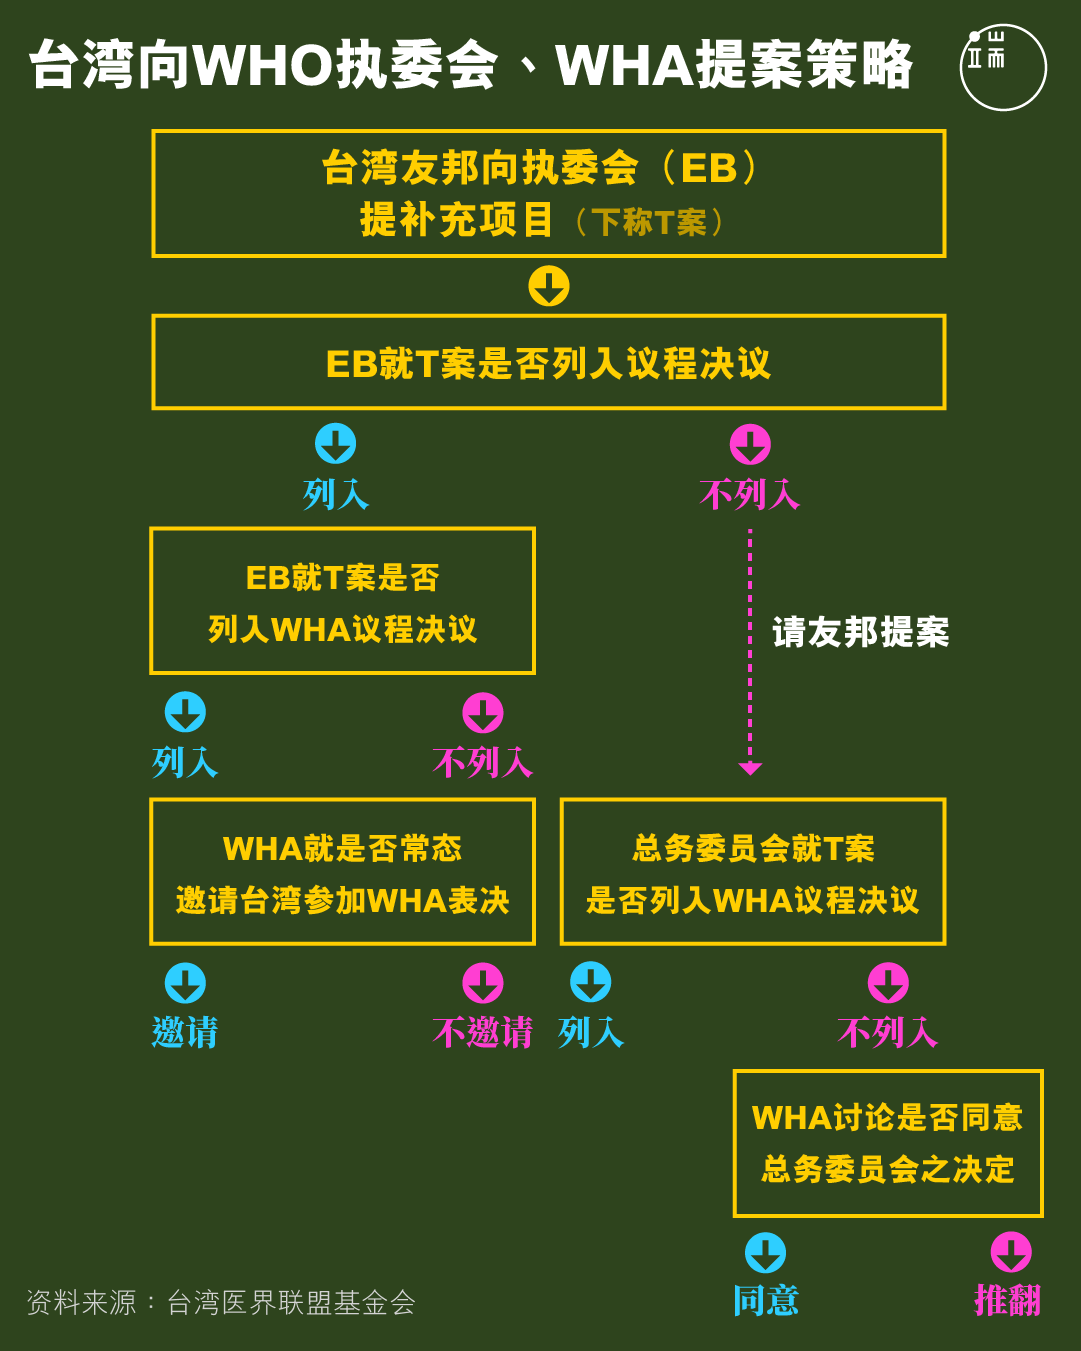 台湾向WHO执委会、WHA提案策略
台湾友邦向执委会（EB）
提补充项目（下称T案）
EB就T案是否列入议程决议
列入
不列入
EB就T案是否
列入WHA议程决议
请友邦提案
列入
不列入
WHA就是否常态
邀请台湾参加WHA表决
总务委员会就T案
是否列入WHA议程决议
邀请
不邀请
列入
不列入
WHA讨论是否同意
总务委员会之决定
同意
推翻
资料来源：台湾医界联盟基金会